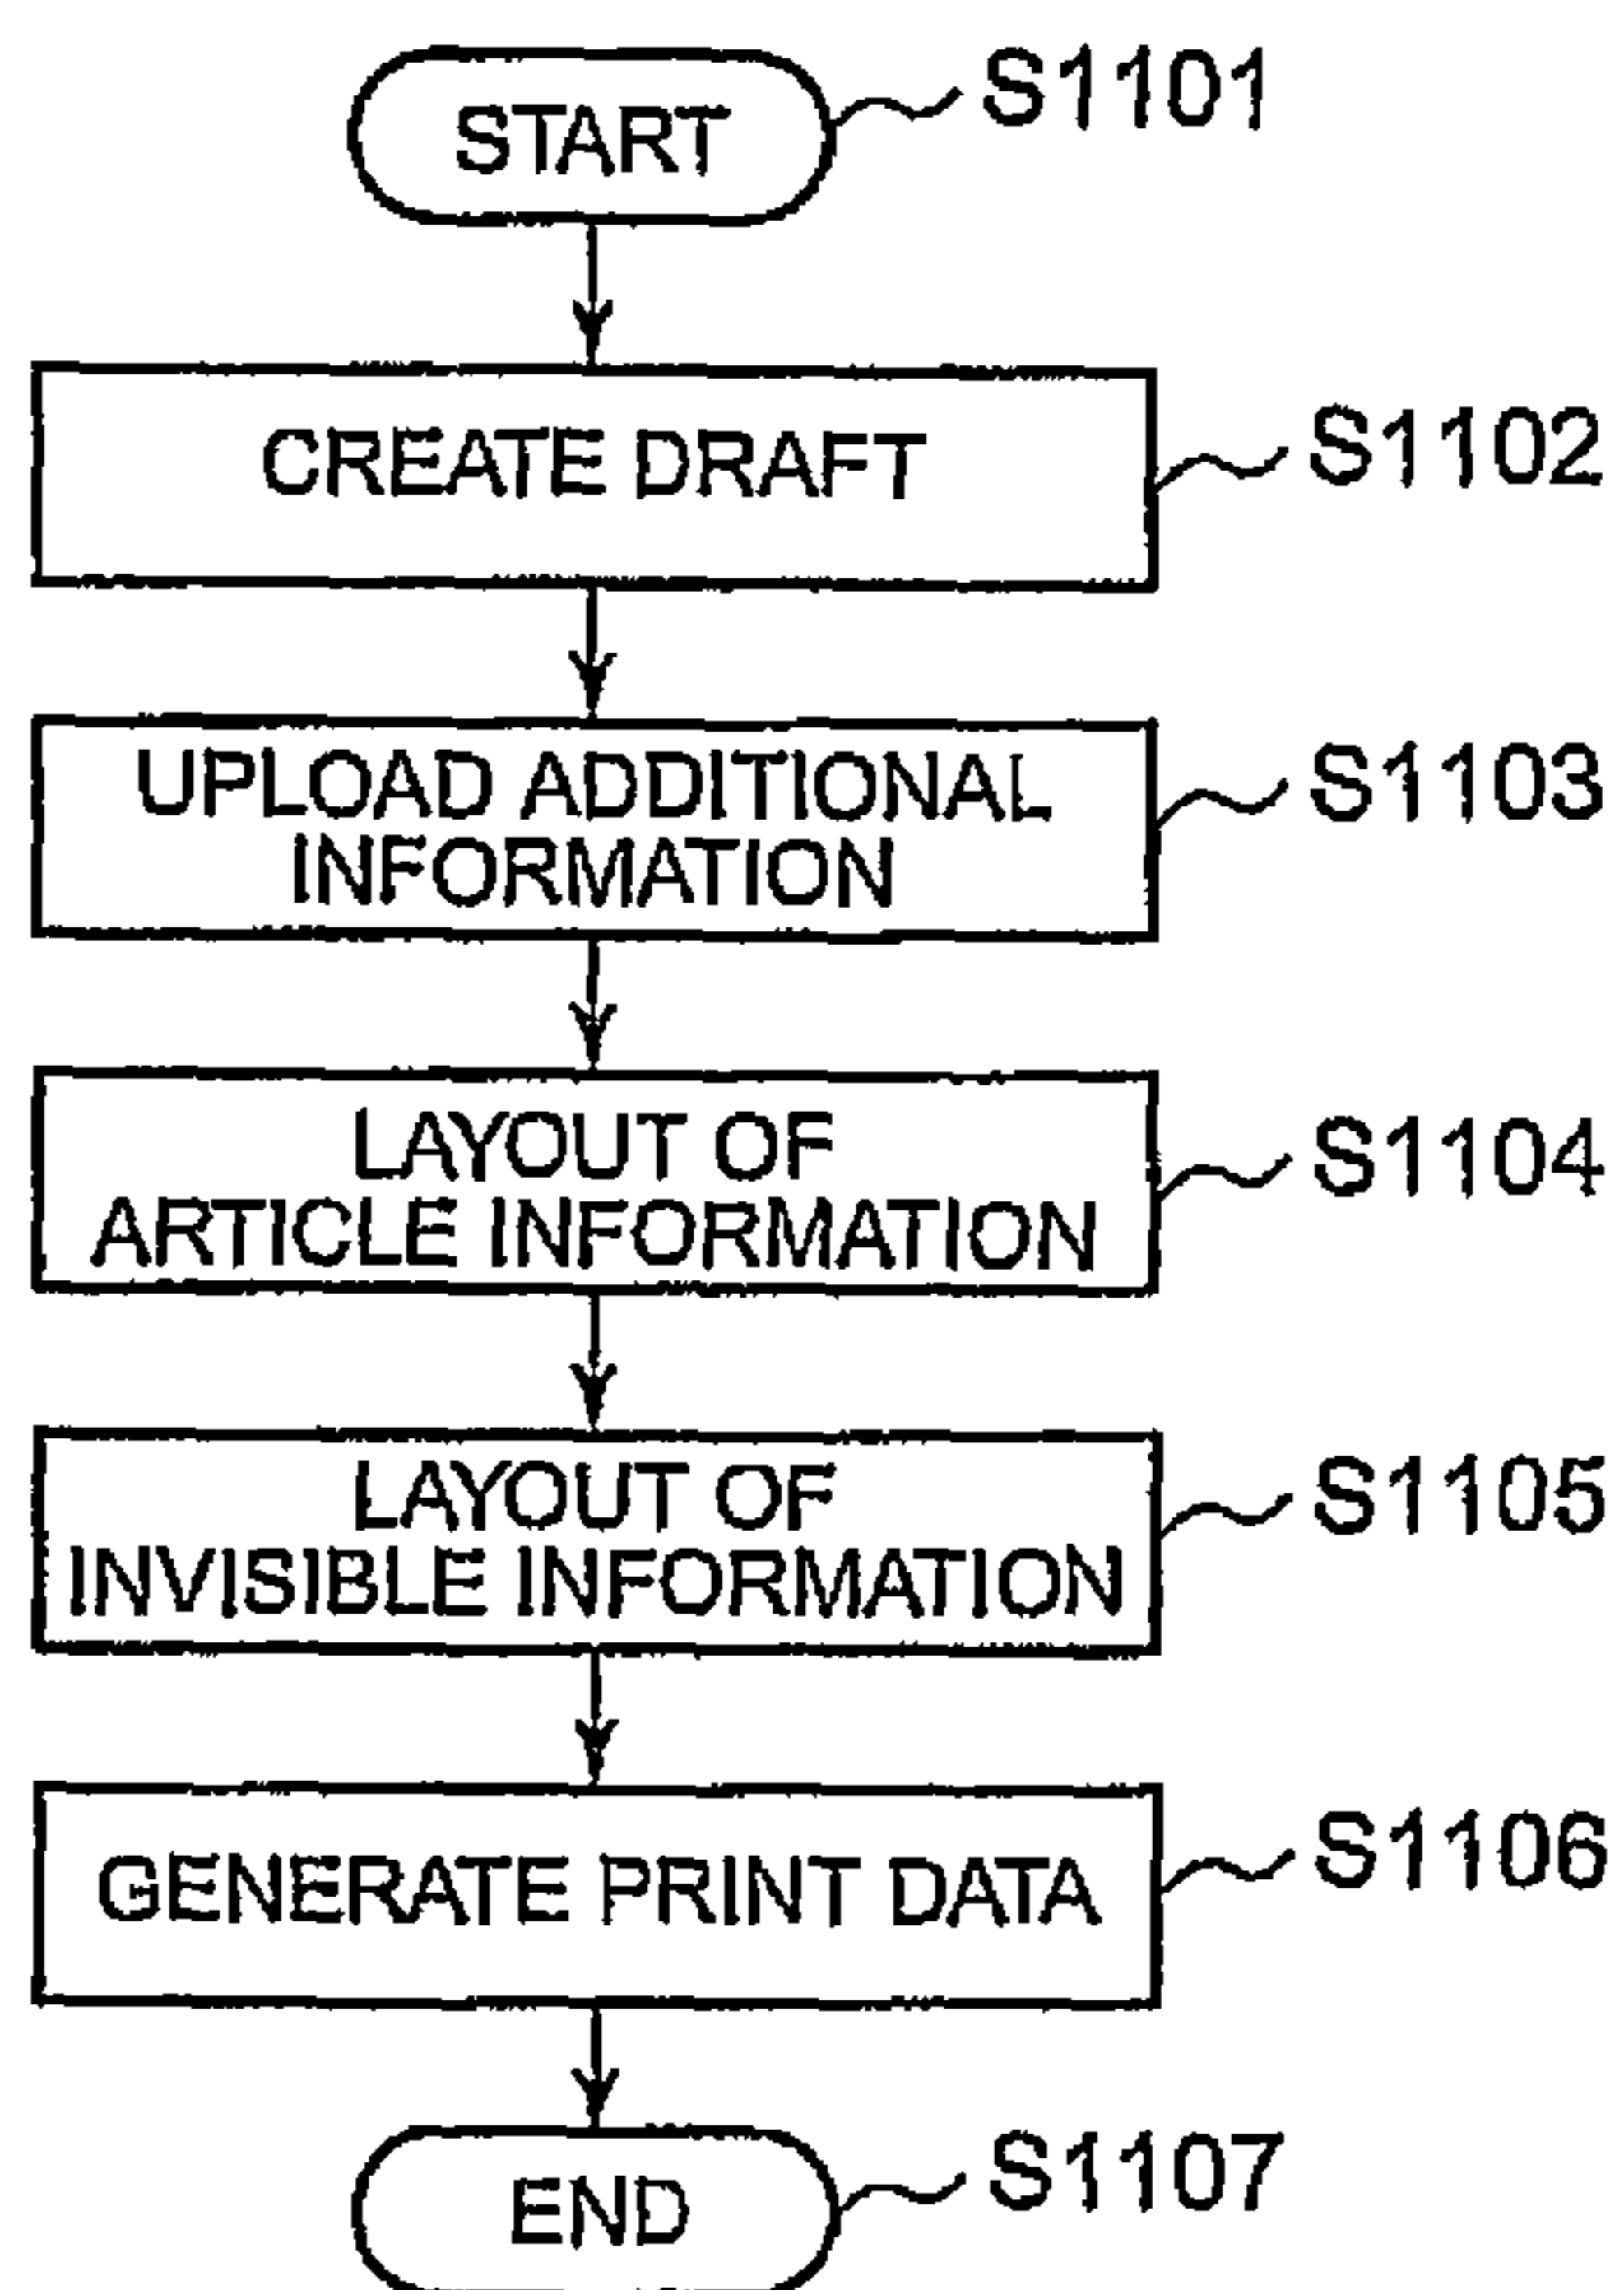 START S1101
CREATE DRAFT S1102
UPLOAD ADDITIONAL S1103
INFORMATION
LAYOUT OF S1104
ARTICLE INFORMATION
LAYOUT OF S1105
INVISIBLE INFORMATION
GENERATE PRINT DATA S1106
END S1107